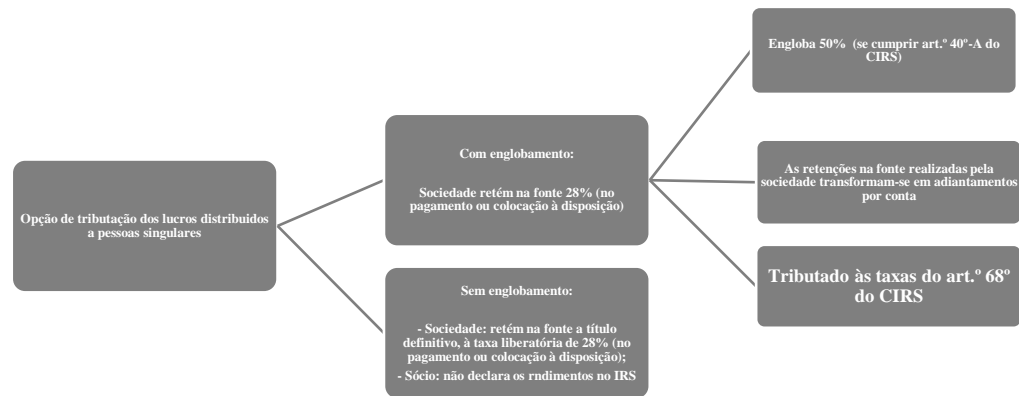 Opção de tributação dos lucros distribuidos
a pessoas singulares
Com englobamento:
Sociedade retém na fonte 28% (no
pagamento ou colocação à disposição)
Sem englobamento:
- Sociedade: retém na fonte a título
definitivo, à taxa liberatória de 28% (no
pagamento ou colocação à disposição);
- Sócio: não declara os rndimentos no IRS
Engloba 50% (se cumprir art.º 40º-A do
CIRS)
As retenções na fonte realizadas pela
sociedade transformam-se em adiantamentos
por conta
Tributado às taxas do art.º 68º
do CIRS